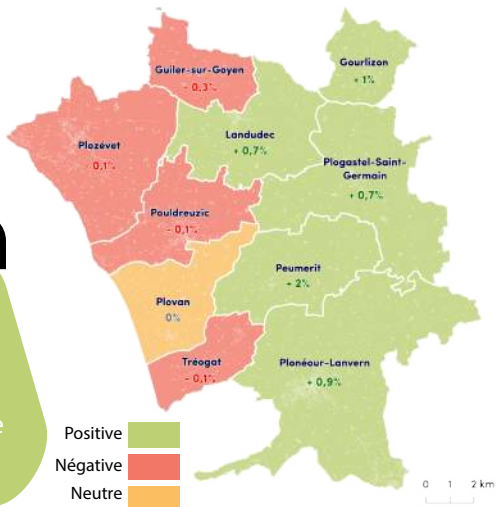 Guiler-sur-Goyen
- 0,3%
Gourlizon
+ 1%
Plozévet
- 0,1%
Landudec
+ 0,7%
Plogastel-Saint-
Germain
+ 0,7%
Pouldreuzic
- 0,1%
Peumerit
+ 2%
Plovan
0%
Tréogat
- 0,1%
Plonéour-Lanvern
+ 0,9%
Positive
Négative
Neutre
0 1 2 km